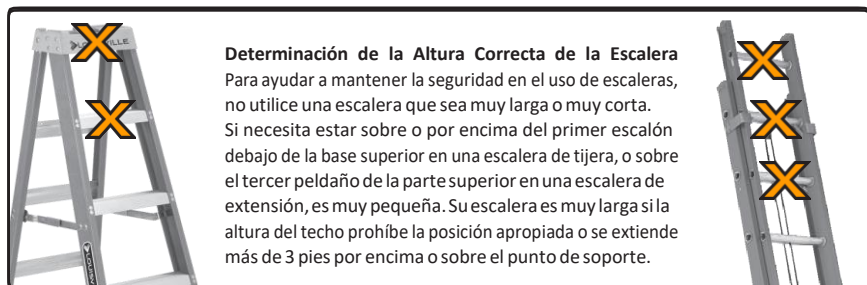 Determinación de la Altura Correcta de la Escalera
Para ayudar a mantener la seguridad en el uso de escaleras,
no utilice una escalera que sea muy larga o muy corta.
Si necesita estar sobre o por encima del primer escalón
debajo de la base superior en una escalera de tijera, o sobre
el tercer peldaño de la parte superior en una escalera de
extensión, es muy pequeña. Su escalera es muy larga si la
altura del techo prohíbe la posición apropiada o se extiende
más de 3 pies por encima o sobre el punto de soporte.